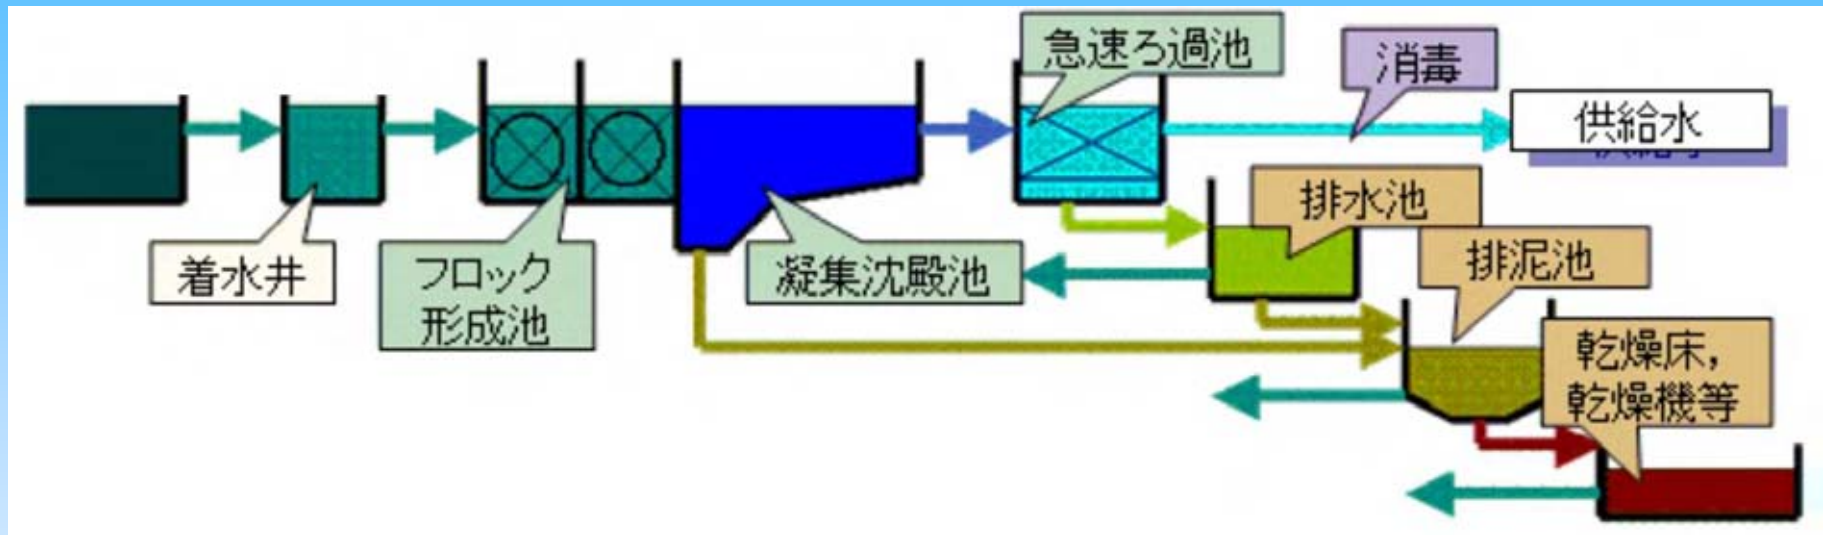 急速ろ過池
消毒
供給水
排水池
排泥池
着水井
フロック
形成池
凝集沈殿池
乾燥床，
乾燥機等